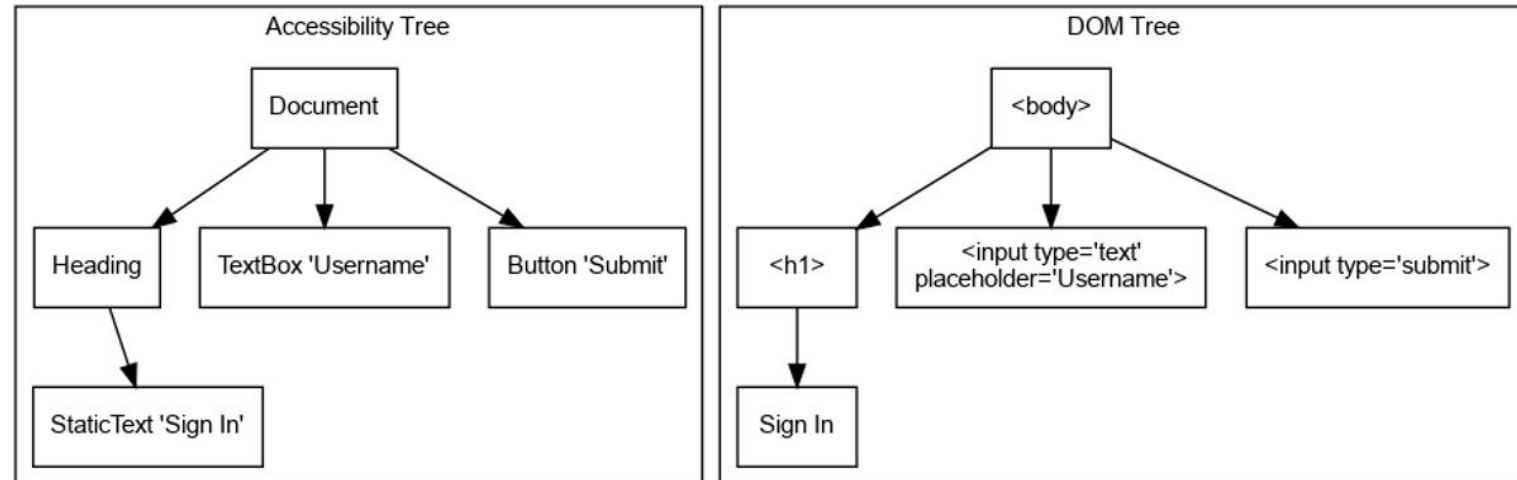 Accessibility Tree
Document
Heading
TextBox 'Username'
Button 'Submit'
StaticText 'Sign In'
DOM Tree
<body>
<h1>
<input type='text'
placeholder='Username'>
<input type='submit'>
Sign In